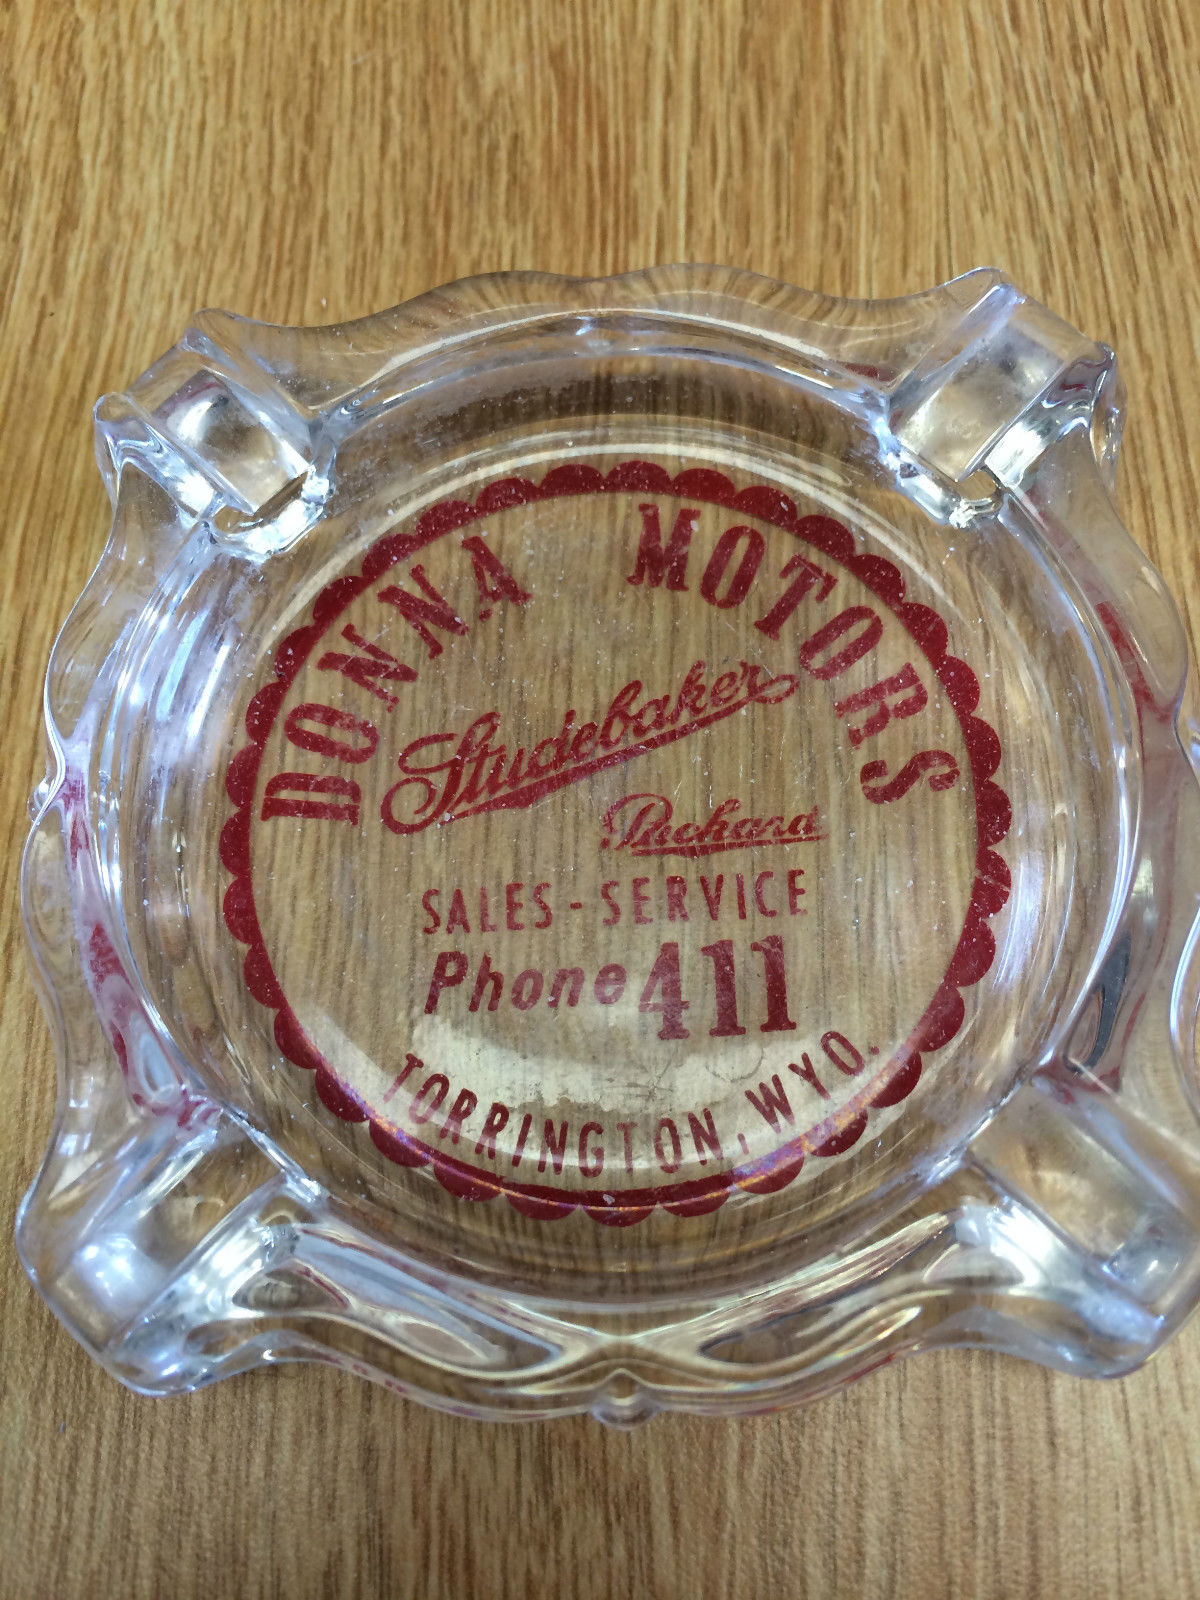 DONNA MOTORS
Studebaker
Packard
SALES-SERVICE
Phone 411
TORRINGTON, WYO.